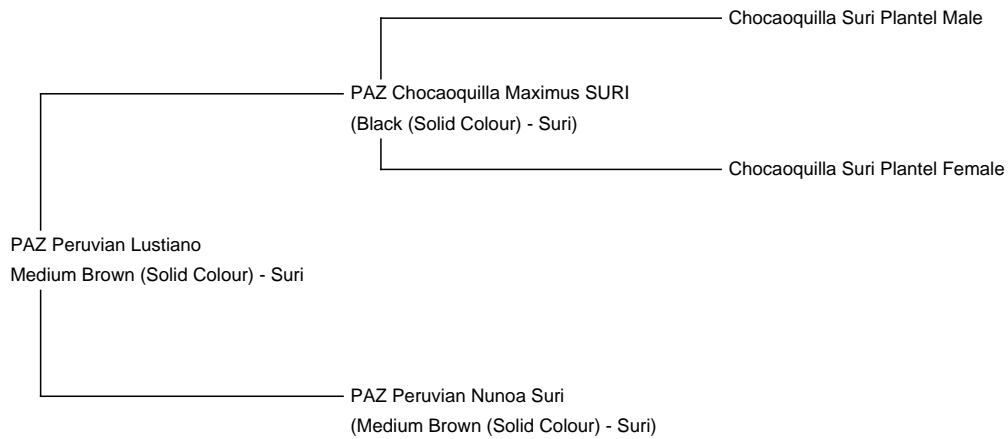 Chocaoquilla Suri Plantel Male
PAZ Chocaoquilla Maximus SURI
(Black (Solid Colour) - Suri)
Chocaoquilla Suri Plantel Female
PAZ Peruvian Lustiano
Medium Brown (Solid Colour) - Suri
PAZ Peruvian Nunoa Suri
(Medium Brown (Solid Colour) - Suri)